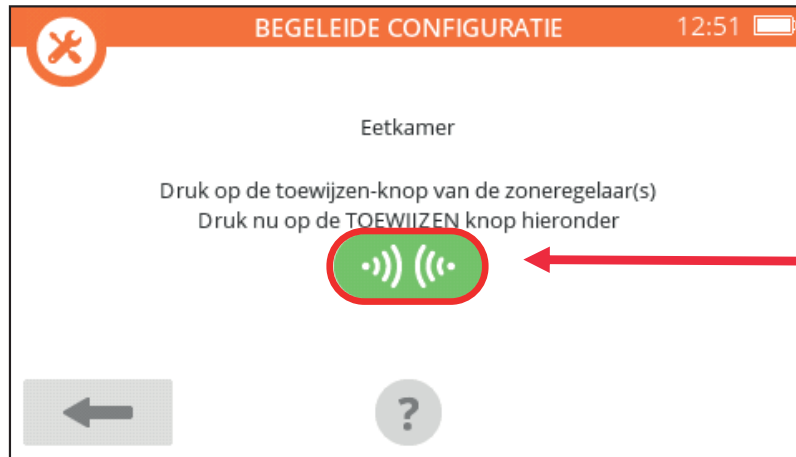 BEGELEIDE CONFIGURATIE 12:51
Eetkamer
Druk op de toewijzen-knop van de zoneregelaar(s)
Druk nu op de TOEWIJZEN knop hieronder
?